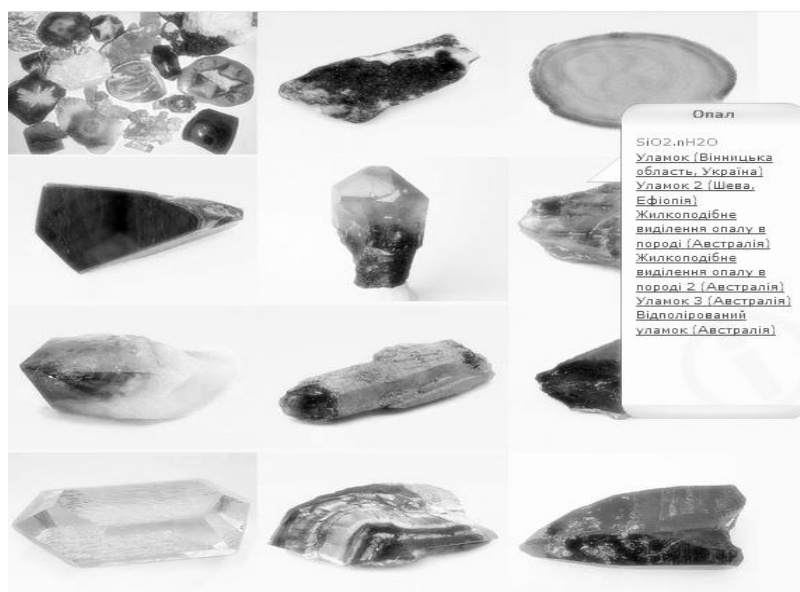 Опал
SiO2.nH2O
Уламок (Вінницька
область, Україна)
Уламок 2 (Шева,
Ефіопія)
Жилкоподібне
виділення опалу в
породі (Австралія)
Жилкоподібне
виділення опалу в
породі 2 (Австралія)
Уламок 3 (Австралія)
Відполірований
уламок (Австралія)